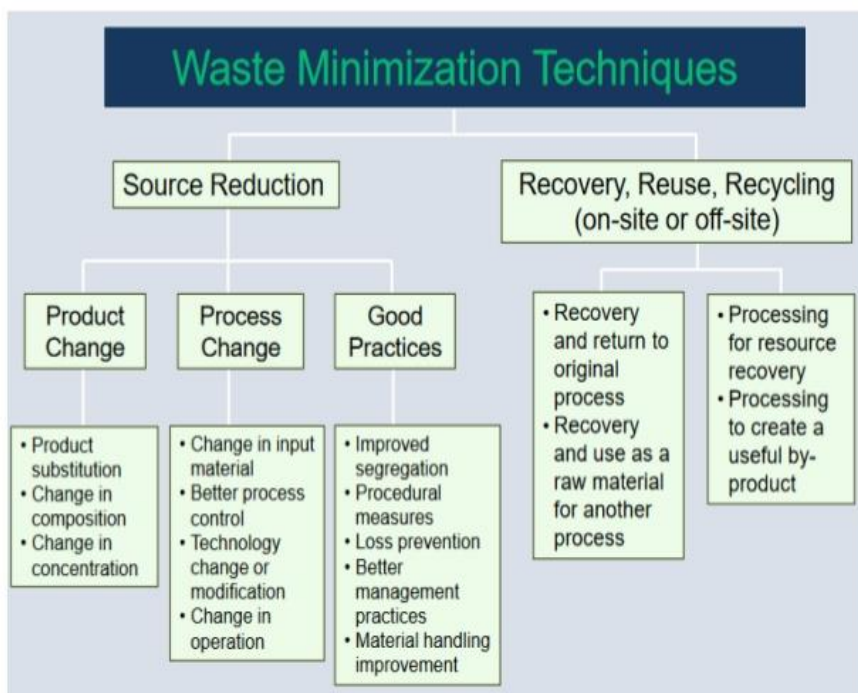 Waste Minimization Techniques
Source Reduction
Recovery, Reuse, Recycling
(on-site or off-site)
Product
Change
Process
Change
Good
Practices
• Product
substitution
• Change in
composition
• Change in
concentration
• Change in input
material
• Better process
control
• Technology
change or
modification
• Change in
operation
• Improved
segregation
• Procedural
measures
• Loss prevention
• Better
management
practices
• Material handling
improvement
• Recovery
and return to
original
process
• Recovery
and use as a
raw material
for another
process
• Processing
for resource
recovery
• Processing
to create a
useful by-
product